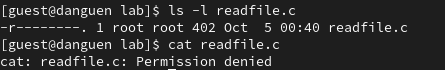 [guest@danguen lab]$ ls -l readfile.c
-r--------. 1 root root 402 Oct  5 00:40 readfile.c
[guest@danguen lab]$ cat readfile.c
cat: readfile.c: Permission denied